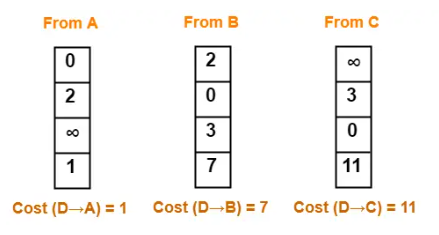 From A From B From C
0 2 ∞
2 0 3
∞ 3 0
1 7 11
Cost (D→A) = 1 Cost (D→B) = 7 Cost (D→C) = 11